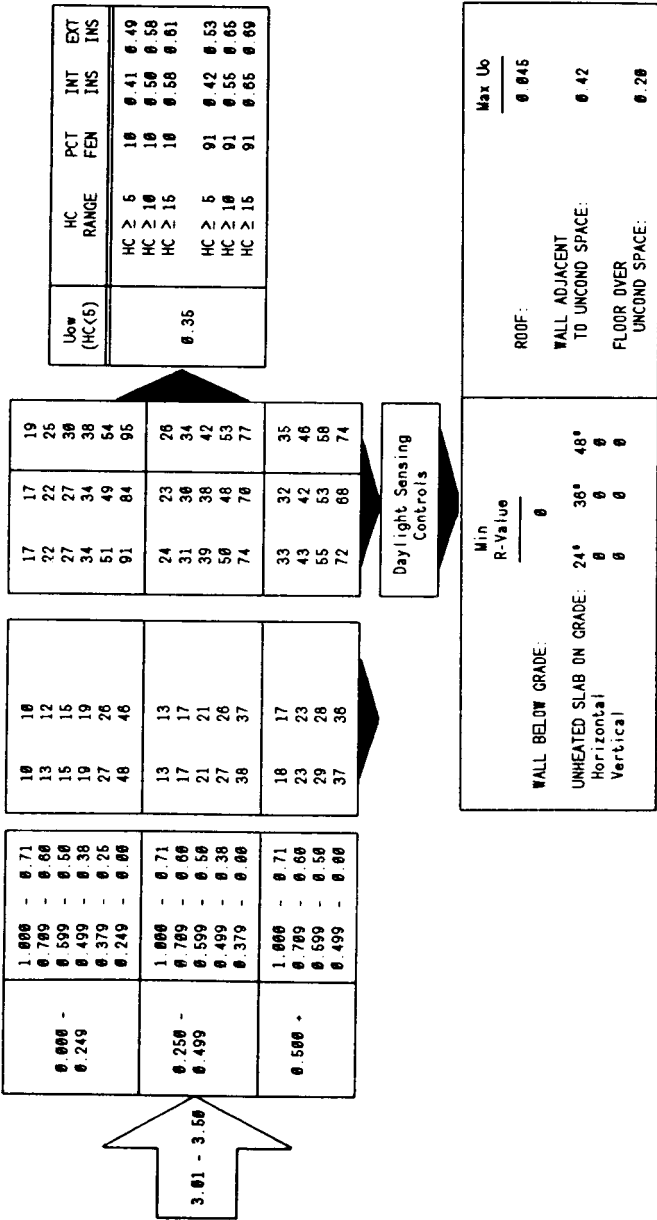 3.01 - 3.50
0.000 -
0.249
1.000 - 0.71 10 10 17 17 19
0.709 - 0.60 13 12 22 22 25
0.599 - 0.50 15 15 27 27 30
0.499 - 0.38 19 19 34 34 38
0.379 - 0.25 27 26 51 49 54
0.249 - 0.00 48 46 91 84 95
0.250 -
0.499
1.000 - 0.71 13 13 24 23 26
0.709 - 0.60 17 17 31 30 34
0.599 - 0.50 21 21 39 38 42
0.499 - 0.38 27 26 50 48 53
0.379 - 0.00 38 37 74 70 77
0.500 +
1.000 - 0.71 18 17 33 32 35
0.709 - 0.60 23 23 43 42 46
0.599 - 0.50 29 28 55 53 58
0.499 - 0.00 37 36 72 68 74
Uow HC PCT INT EXT
(HC<5) RANGE FEN INS INS
0.35
HC ≥ 5 10 0.41 0.49
HC ≥ 10 10 0.50 0.58
HC ≥ 15 10 0.58 0.61
HC ≥ 5 91 0.42 0.53
HC ≥ 10 91 0.55 0.65
HC ≥ 15 91 0.65 0.69
Daylight Sensing
Controls
Min
R-Value
WALL BELOW GRADE: 0
UNHEATED SLAB ON GRADE: 24" 36" 48"
Horizontal 0 0 0
Vertical 0 0 0
Max Uo
ROOF: 0.045
WALL ADJACENT
TO UNCOND SPACE: 0.42
FLOOR OVER
UNCOND SPACE: 0.20